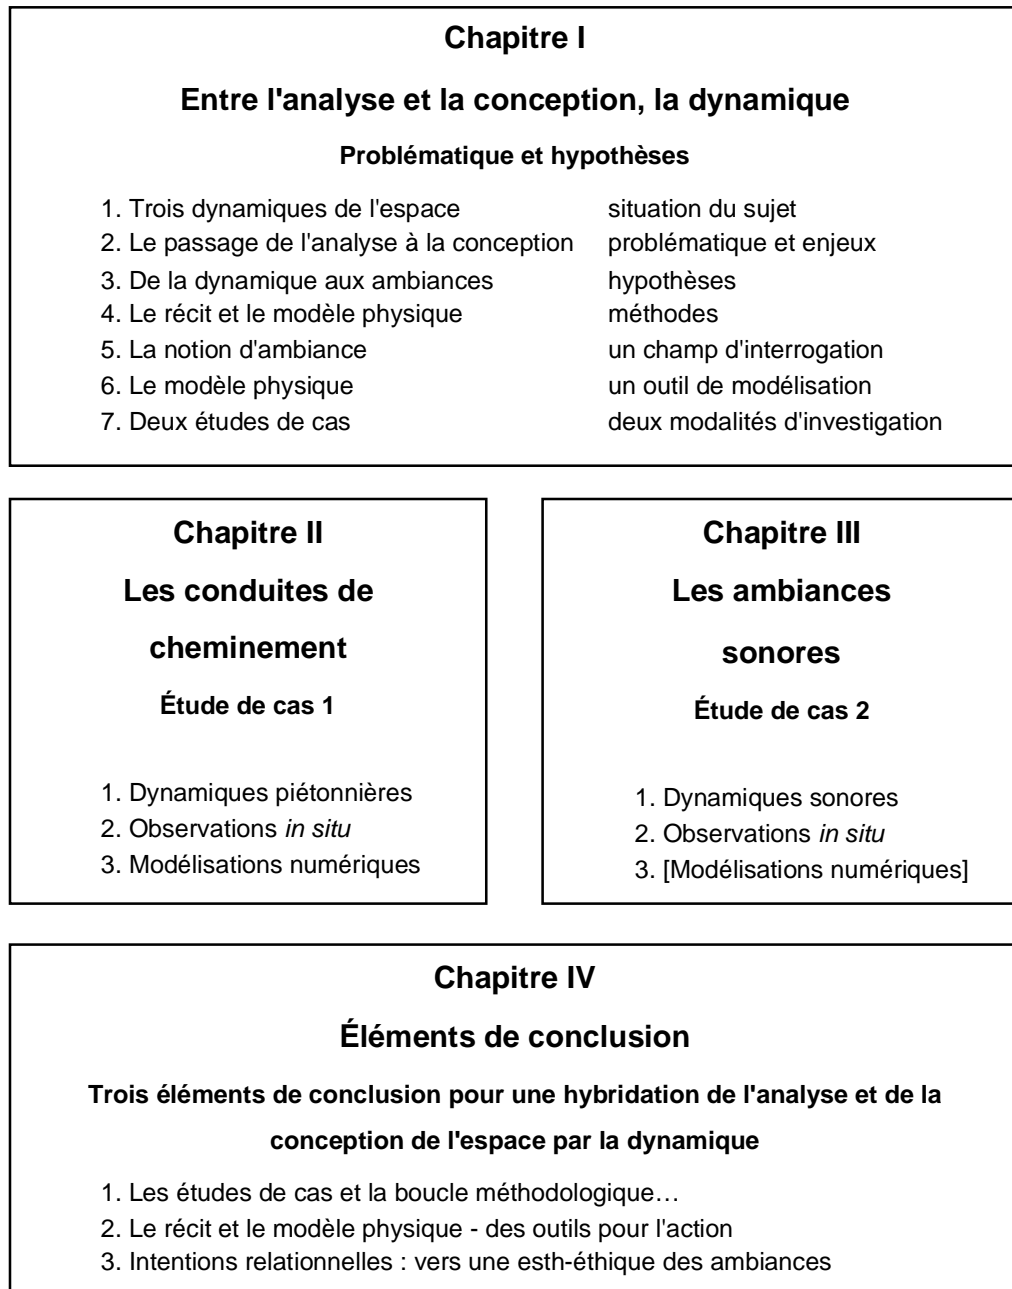 Chapitre I
Entre l'analyse et la conception, la dynamique
Problématique et hypothèses
1. Trois dynamiques de l'espace situation du sujet
2. Le passage de l'analyse à la conception problématique et enjeux
3. De la dynamique aux ambiances hypothèses
4. Le récit et le modèle physique méthodes
5. La notion d'ambiance un champ d'interrogation
6. Le modèle physique un outil de modélisation
7. Deux études de cas deux modalités d'investigation
Chapitre II
Les conduites de
cheminement
Étude de cas 1
1. Dynamiques piétonnières
2. Observations in situ
3. Modélisations numériques
Chapitre III
Les ambiances
sonores
Étude de cas 2
1. Dynamiques sonores
2. Observations in situ
3. [Modélisations numériques]
Chapitre IV
Éléments de conclusion
Trois éléments de conclusion pour une hybridation de l'analyse et de la
conception de l'espace par la dynamique
1. Les études de cas et la boucle méthodologique…
2. Le récit et le modèle physique - des outils pour l'action
3. Intentions relationnelles : vers une esth-éthique des ambiances